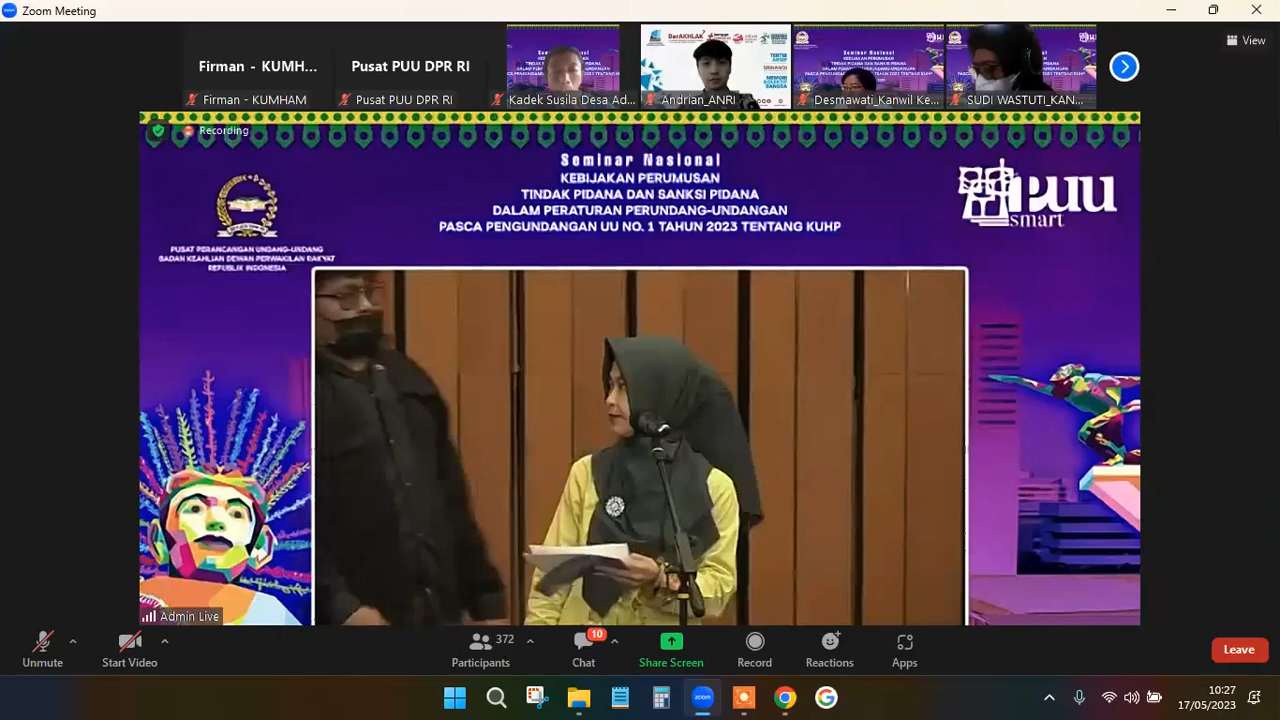 Zoom Meeting
View
Firman - KUMH...
Firman - KUMHAM
Pusat PUU DPR RI
Pusat PUU DPR RI
Kadek Susila Desa Ad...
BerAKHLAK
Andrian_ANRI
Desmawati_Kanwil Ke...
SUDI WASTUTI_KAN...
Recording
Seminar Nasional
KEBIJAKAN PERUMUSAN
TINDAK PIDANA DAN SANKSI PIDANA
DALAM PERATURAN PERUNDANG-UNDANGAN
PASCA PENGUNDANGAN UU NO. 1 TAHUN 2023 TENTANG KUHP
PUSAT PERANCANGAN UNDANG-UNDANG
BADAN KEAHLIAN DEWAN PERWAKILAN RAKYAT
REPUBLIK INDONESIA
PUU
smart
Admin Live
Unmute
Start Video
372
Participants
10
Chat
Share Screen
Record
Reactions
Apps
Leave
zoom
10:27
17/05/2023